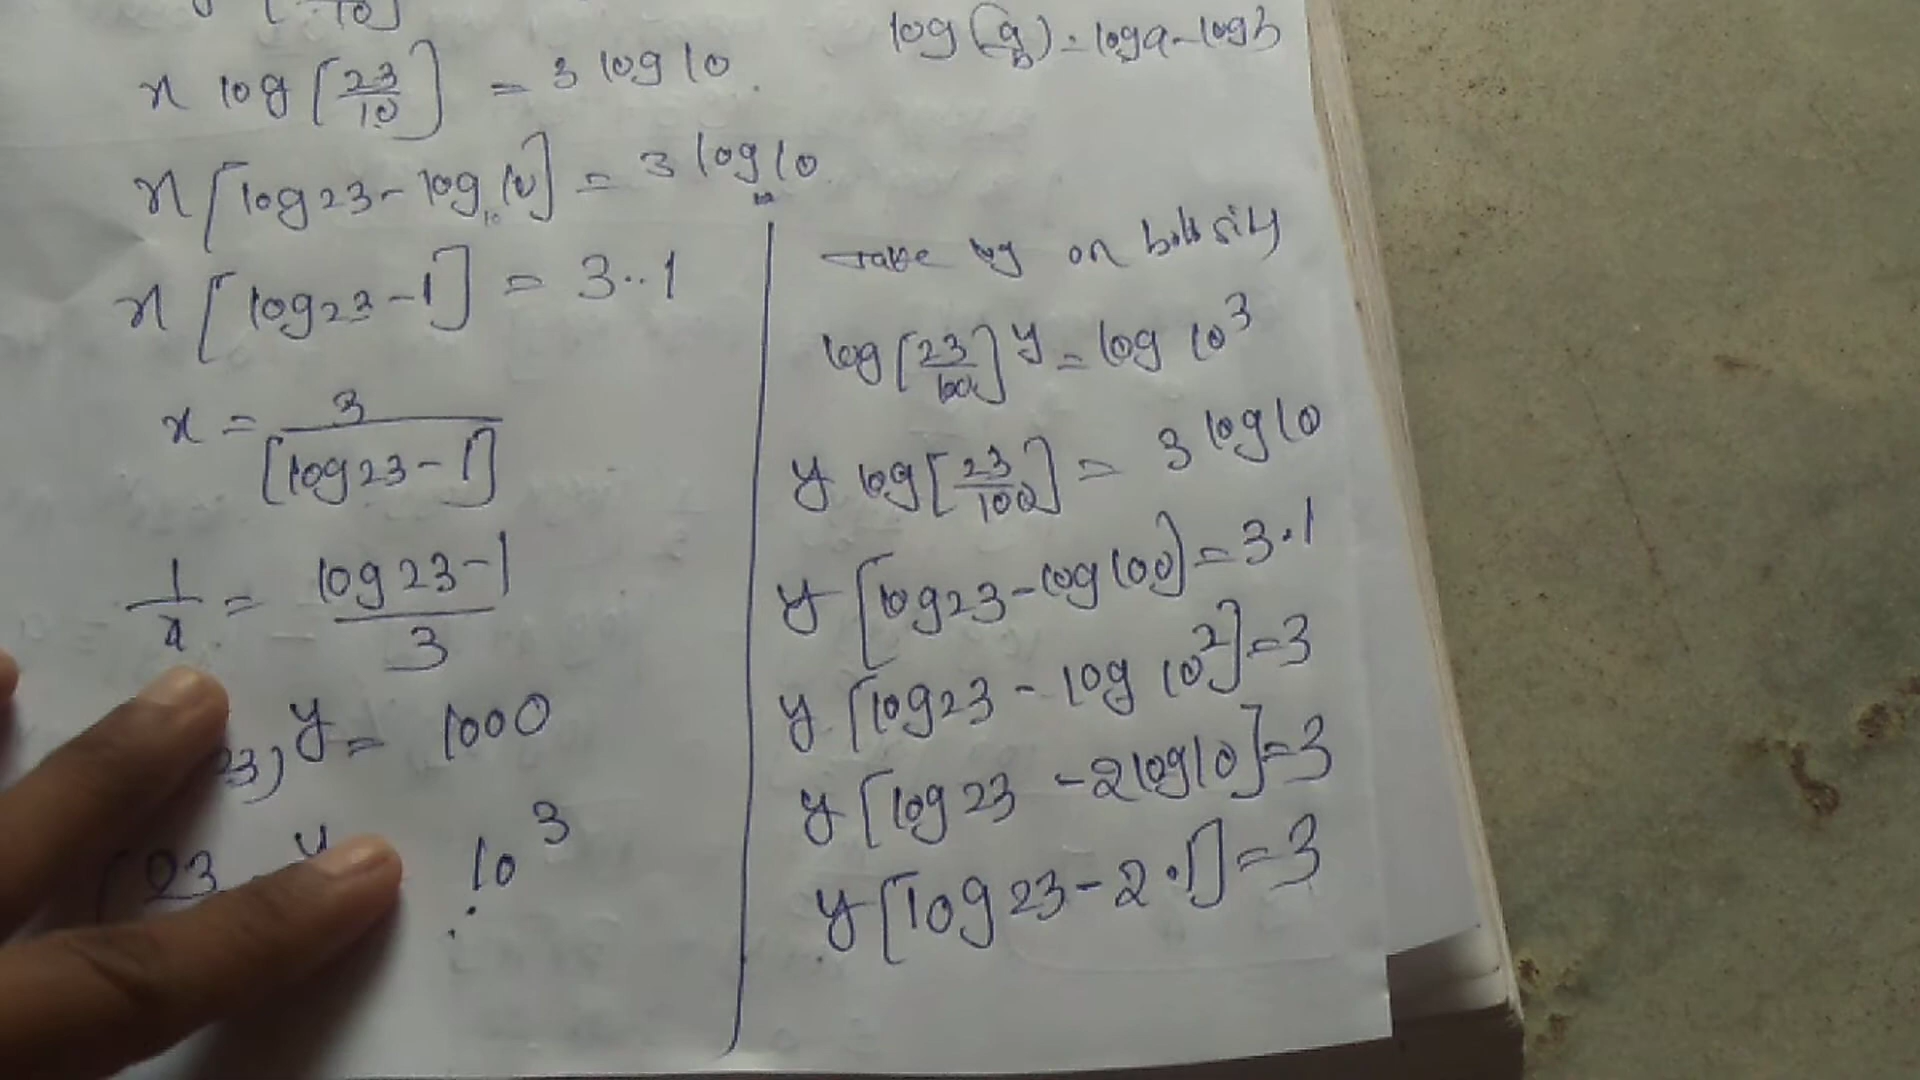 x log [23/10] = 3 log 10
x [log 23 - log 10] = 3 log 10
x [log 23 - 1] = 3 . . 1
x = 3/[log 23 - 1]
1/x = log 23 - 1/3
23) y = 1000
[23 y 10 3
log (a/b) = log a - log b
Take log on both
log [23/100] y = log 10 3
y log [23/100] = 3 log 10
y [log 23 - log 100] = 3 . 1
y [log 23 - log 10 2] = 3
y [log 23 - 2 log 10] = 3
y [log 23 - 2 . 1] = 3